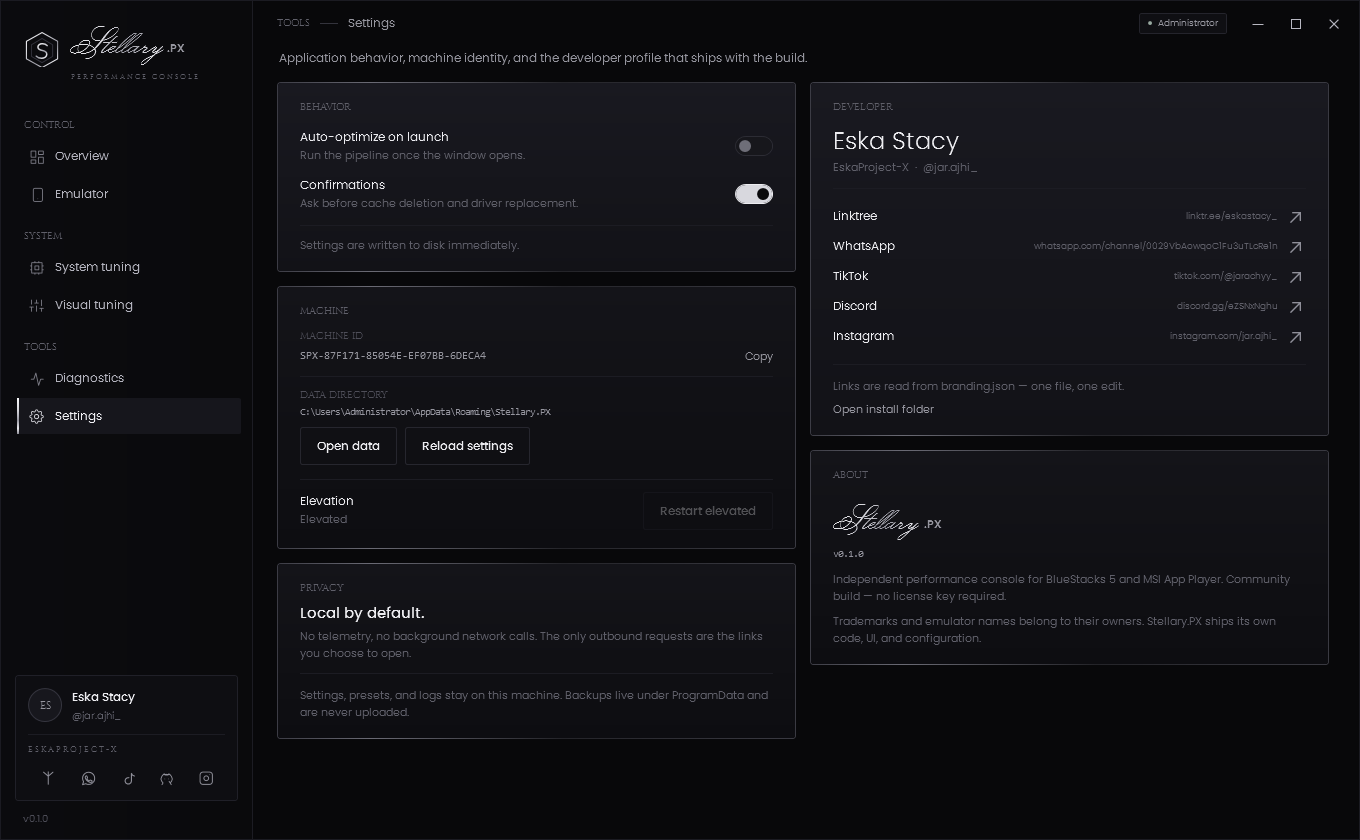 S Stellary .PX
PERFORMANCE CONSOLE
CONTROL
Overview
Emulator
SYSTEM
System tuning
Visual tuning
TOOLS
Diagnostics
Settings
ES
Eska Stacy
@jar.ajhi_
ESKAPROJECT-X
v0.1.0
TOOLS — Settings
• Administrator
Application behavior, machine identity, and the developer profile that ships with the build.
BEHAVIOR
Auto-optimize on launch
Run the pipeline once the window opens.
Confirmations
Ask before cache deletion and driver replacement.
Settings are written to disk immediately.
MACHINE
MACHINE ID
SPX-87F171-85054E-EF07BB-6DECA4 Copy
DATA DIRECTORY
C:\Users\Administrator\AppData\Roaming\Stellary.PX
Open data Reload settings
Elevation
Elevated
Restart elevated
PRIVACY
Local by default.
No telemetry, no background network calls. The only outbound requests are the links
you choose to open.
Settings, presets, and logs stay on this machine. Backups live under ProgramData and
are never uploaded.
DEVELOPER
Eska Stacy
EskaProject-X · @jar.ajhi_
Linktree linktr.ee/eskastacy_
WhatsApp whatsapp.com/channel/0029VbAowqoC1Fu3uTLcRe1n
TikTok tiktok.com/@jarachyy_
Discord discord.gg/eZSNxNghu
Instagram instagram.com/jar.ajhi_
Links are read from branding.json — one file, one edit.
Open install folder
ABOUT
Stellary .PX
v0.1.0
Independent performance console for BlueStacks 5 and MSI App Player. Community
build — no license key required.
Trademarks and emulator names belong to their owners. Stellary.PX ships its own
code, UI, and configuration.